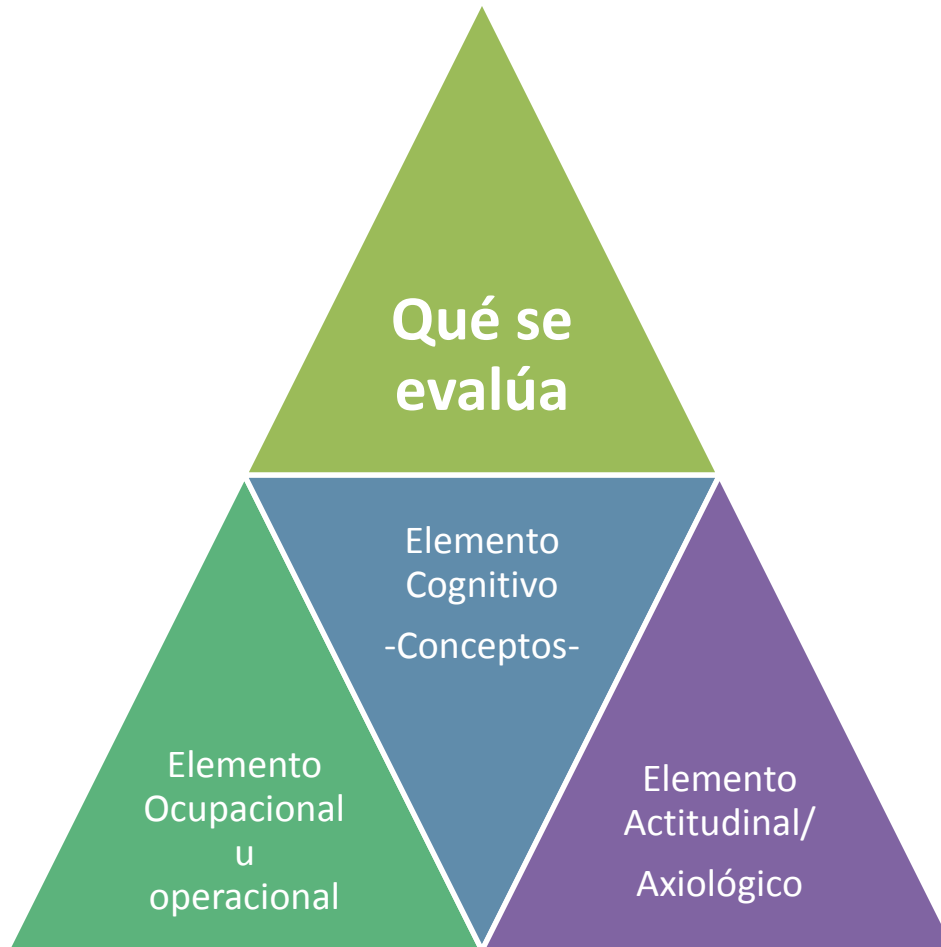 Qué se
evalúa
Elemento
Cognitivo
-Conceptos-
Elemento
Ocupacional
u
operacional
Elemento
Actitudinal/
Axiológico